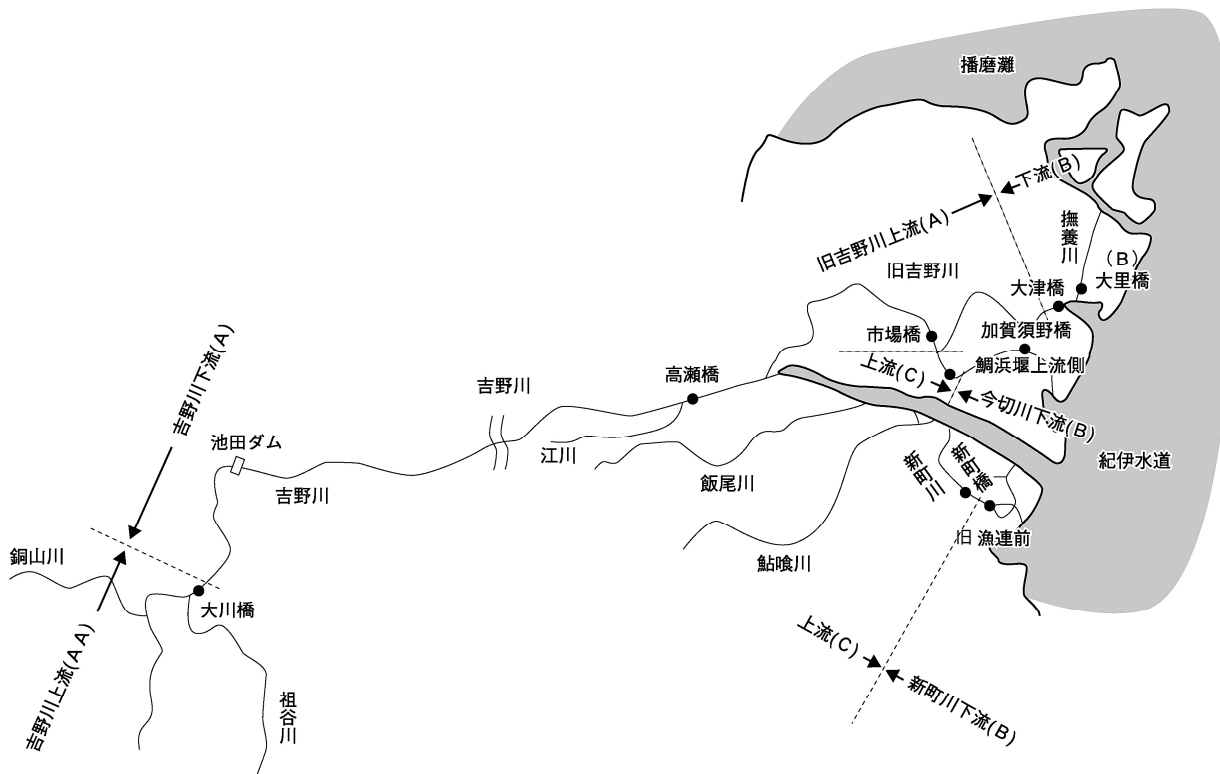 播磨灘
下流(B)
旧吉野川上流(A)
撫養川
旧吉野川
(B)
大里橋
大津橋
市場橋
加賀須野橋
上流(C)
鯛浜堰上流側
今切川下流(B)
高瀬橋
吉野川
吉野川下流(A)
池田ダム
江川
飯尾川
新町川
新町橋
紀伊水道
吉野川
旧 漁連前
銅山川
鮎喰川
大川橋
吉野川上流(AA)
上流(C)
新町川下流(B)
祖谷川